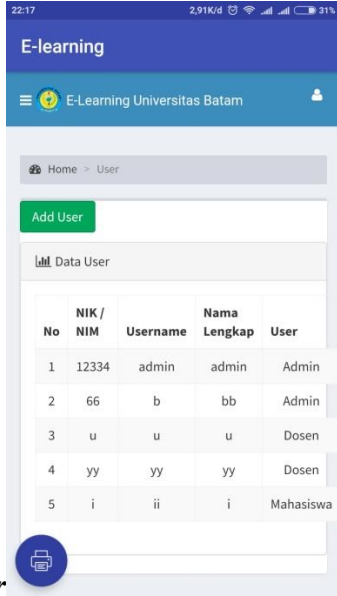 22:17 2,91K/d 31%
E-learning
E-Learning Universitas Batam
Home > User
Add User
Data User
No NIK / NIM Username Nama Lengkap User
1 12334 admin admin Admin
2 66 b bb Admin
3 u u u Dosen
4 yy yy yy Dosen
5 i ii i Mahasiswa